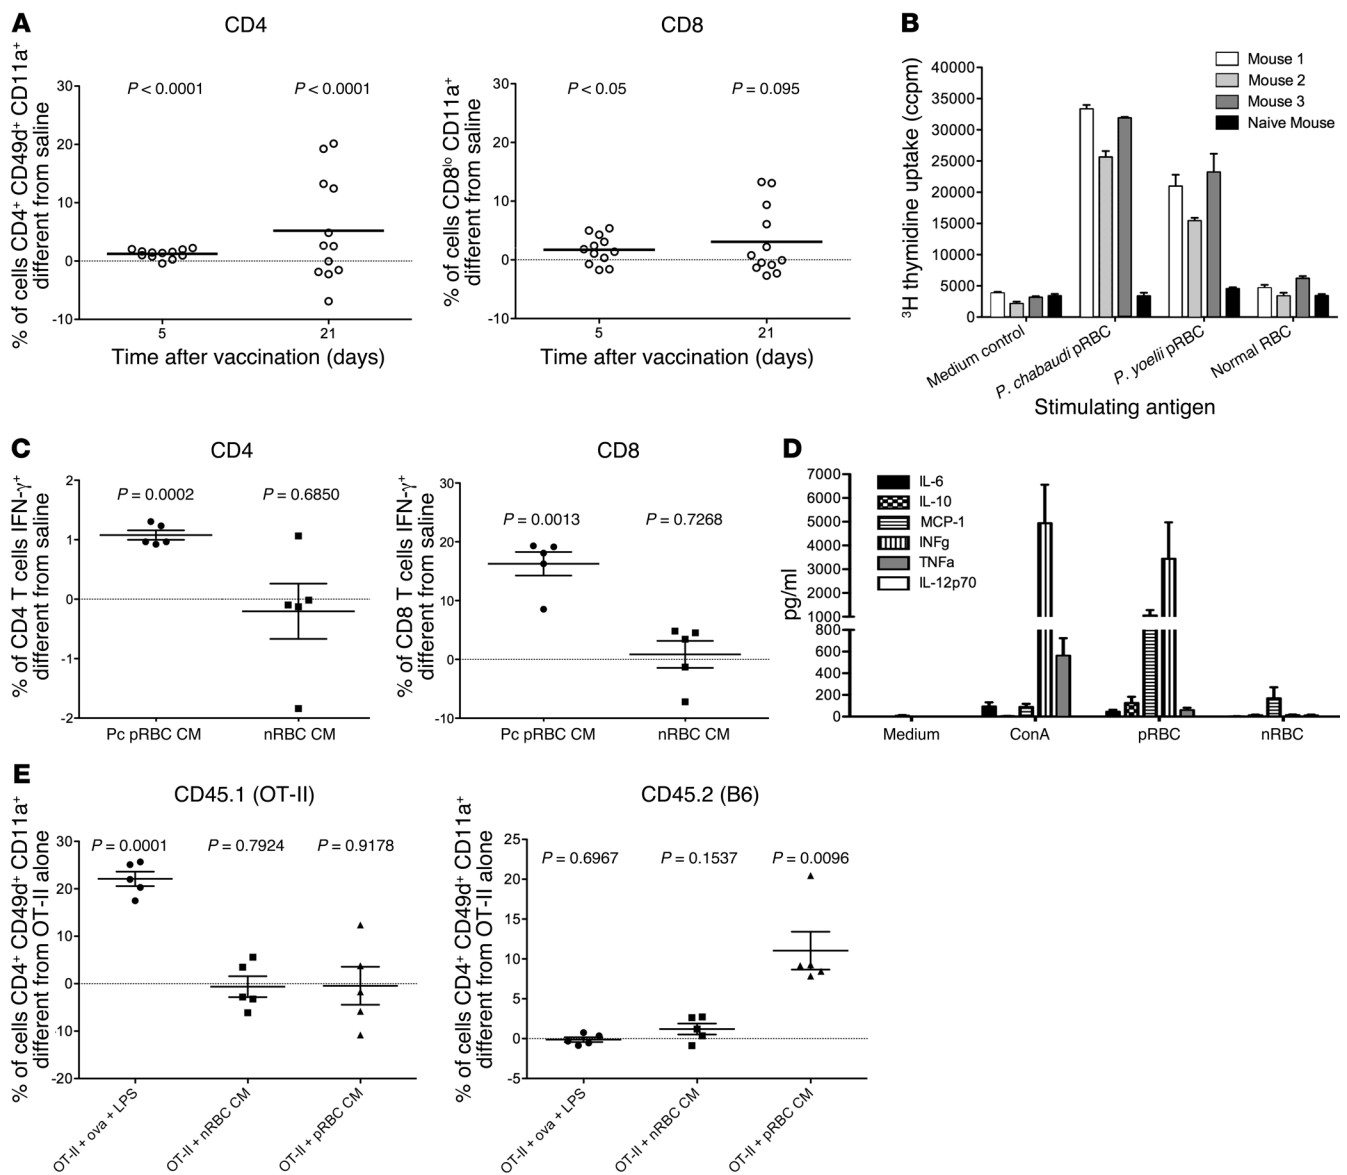 A
CD4
% of cells CD4⁺ CD49d⁺ CD11a⁺
different from saline
30
20
10
0
-10
P < 0.0001
P < 0.0001
5
21
Time after vaccination (days)
CD8
% of cells CD8ˡᵒ CD11a⁺
different from saline
30
20
10
0
-10
P < 0.05
P = 0.095
5
21
Time after vaccination (days)
B
³H thymidine uptake (ccpm)
40000
35000
30000
25000
20000
15000
10000
5000
0
Mouse 1
Mouse 2
Mouse 3
Naive Mouse
Medium control
P. chabaudi pRBC
P. yoelii pRBC
Normal RBC
Stimulating antigen
C
CD4
% of CD4 T cells IFN-γ⁺
different from saline
2
1
0
-1
-2
P = 0.0002
P = 0.6850
Pc pRBC CM
nRBC CM
CD8
% of CD8 T cells IFN-γ⁺
different from saline
30
20
10
0
-10
P = 0.0013
P = 0.7268
Pc pRBC CM
nRBC CM
D
pg/ml
7000
6000
5000
4000
3000
2000
1000
800
600
400
200
0
IL-6
IL-10
MCP-1
INFg
TNFa
IL-12p70
Medium
ConA
pRBC
nRBC
E
CD45.1 (OT-II)
% of cells CD4⁺ CD49d⁺ CD11a⁺
different from OT-II alone
30
20
10
0
-10
-20
P = 0.0001
P = 0.7924
P = 0.9178
OT-II + ova + LPS
OT-II + nRBC CM
OT-II + pRBC CM
CD45.2 (B6)
% of cells CD4⁺ CD49d⁺ CD11a⁺
different from OT-II alone
25
20
15
10
5
0
-5
P = 0.6967
P = 0.1537
P = 0.0096
OT-II + ova + LPS
OT-II + nRBC CM
OT-II + pRBC CM